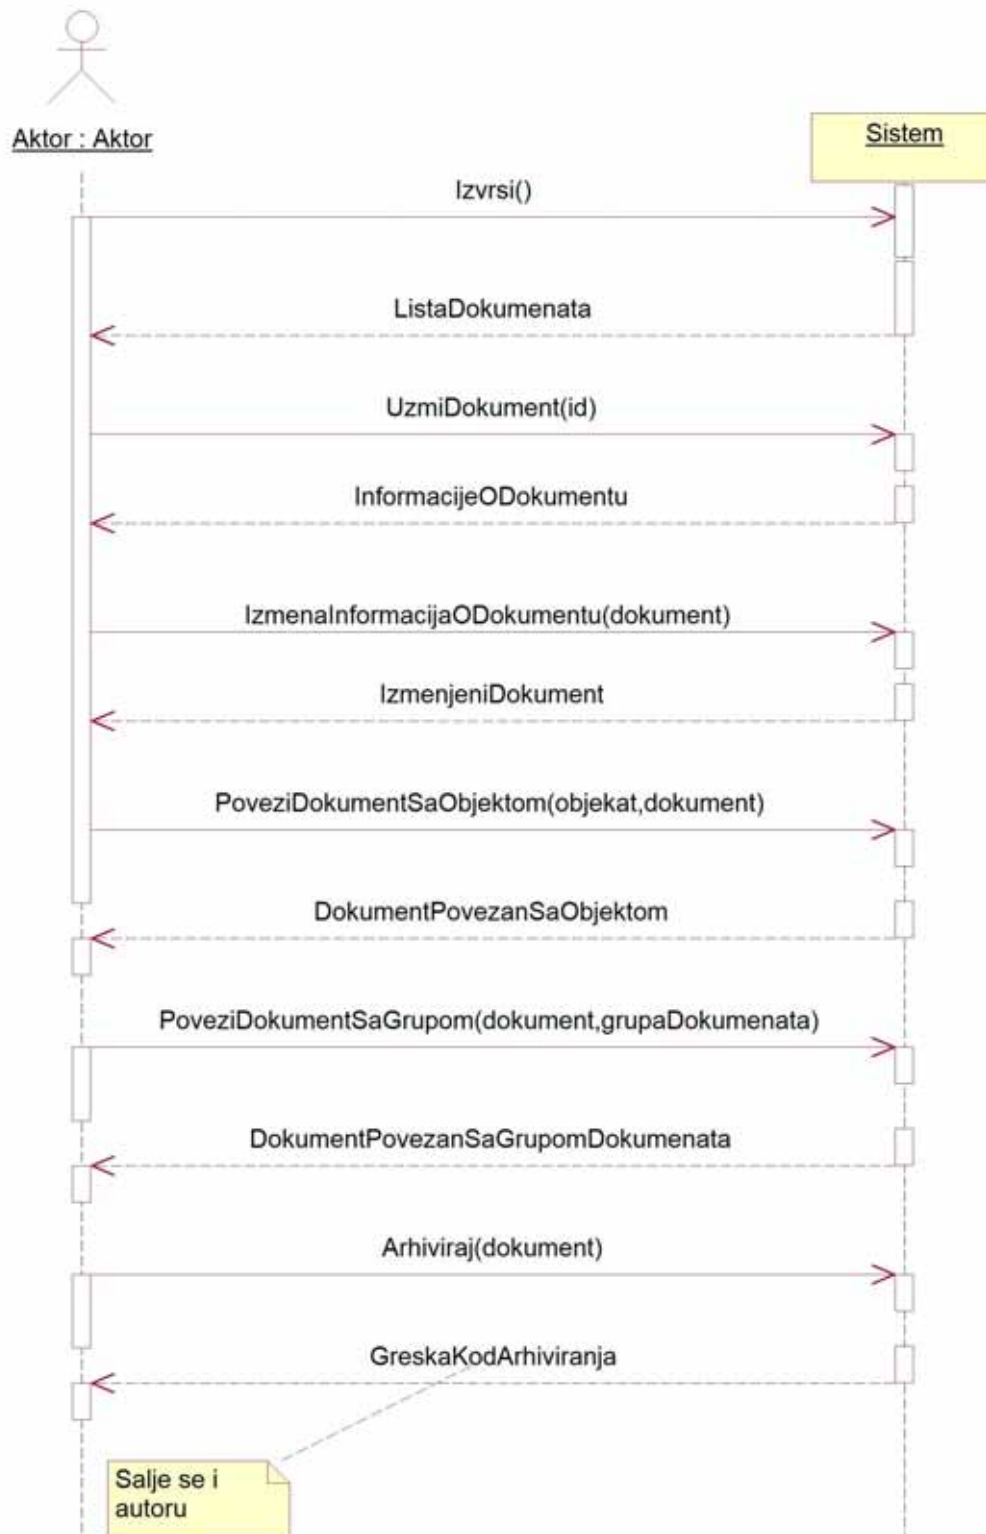 Aktor : Aktor
Sistem
Izvrsi()
ListaDokumenata
UzmiDokument(id)
InformacijeODokumentu
IzmenaInformacijaODokumentu(dokument)
IzmenjeniDokument
PoveziDokumentSaObjektom(objekat,dokument)
DokumentPovezanSaObjektom
PoveziDokumentSaGrupom(dokument,grupaDokumenata)
DokumentPovezanSaGrupomDokumenata
Arhiviraj(dokument)
GreskaKodArhiviranja
Salje se i
autoru